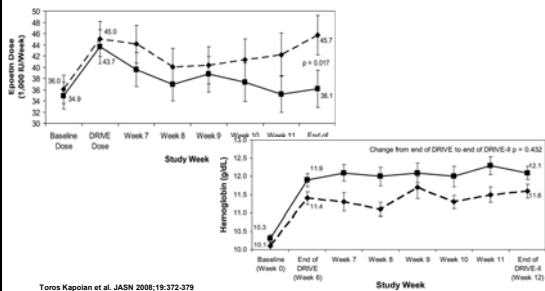 Epoetin Dose
(1,000 IU/Week)
50
48
46
44
42
40
38
36
34
32
30
45.0
43.7
36.0
34.9
45.7
p = 0.017
36.1
Baseline
Dose
DRIVE
Dose
Week 7
Week 8
Week 9
Week 10
Week 11
End of
Study Week
Change from end of DRIVE to end of DRIVE-II p = 0.432
Hemoglobin (g/dL)
13.0
12.5
12.0
11.5
11.0
10.5
10.0
11.9
11.4
10.3
10.1
12.1
11.6
Baseline
(Week 0)
End of
DRIVE
(Week 6)
Week 7
Week 8
Week 9
Week 10
Week 11
End of
DRIVE-II
(Week 12)
Study Week
Toros Kapoian et al. JASN 2008;19:372-379